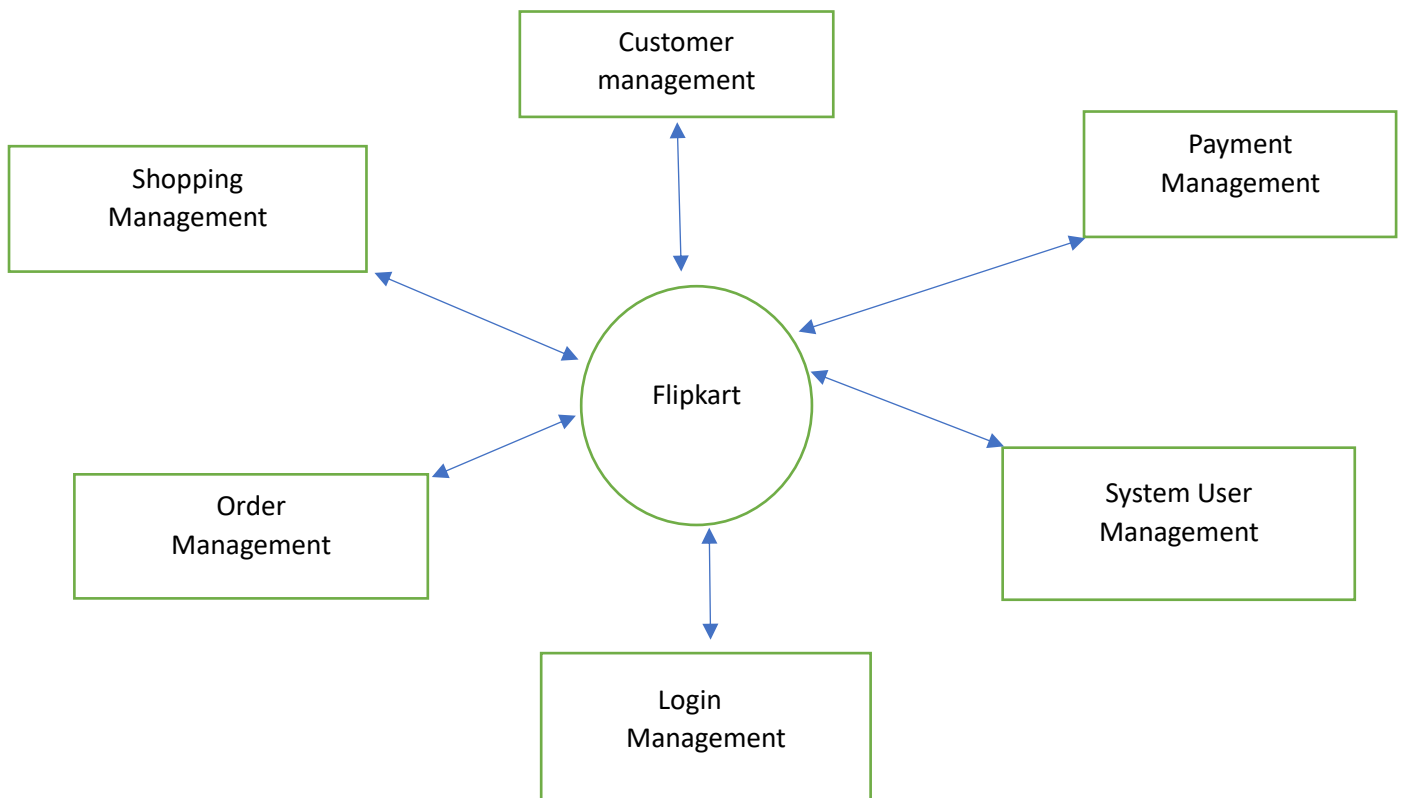 Customer
management
Payment
Management
Shopping
Management
Flipkart
System User
Management
Order
Management
Login
Management